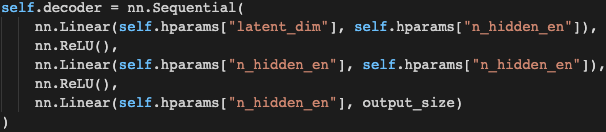 self.decoder = nn.Sequential(
    nn.Linear(self.hparams["latent_dim"], self.hparams["n_hidden_en"]),
    nn.ReLU(),
    nn.Linear(self.hparams["n_hidden_en"], self.hparams["n_hidden_en"]),
    nn.ReLU(),
    nn.Linear(self.hparams["n_hidden_en"], output_size)
)